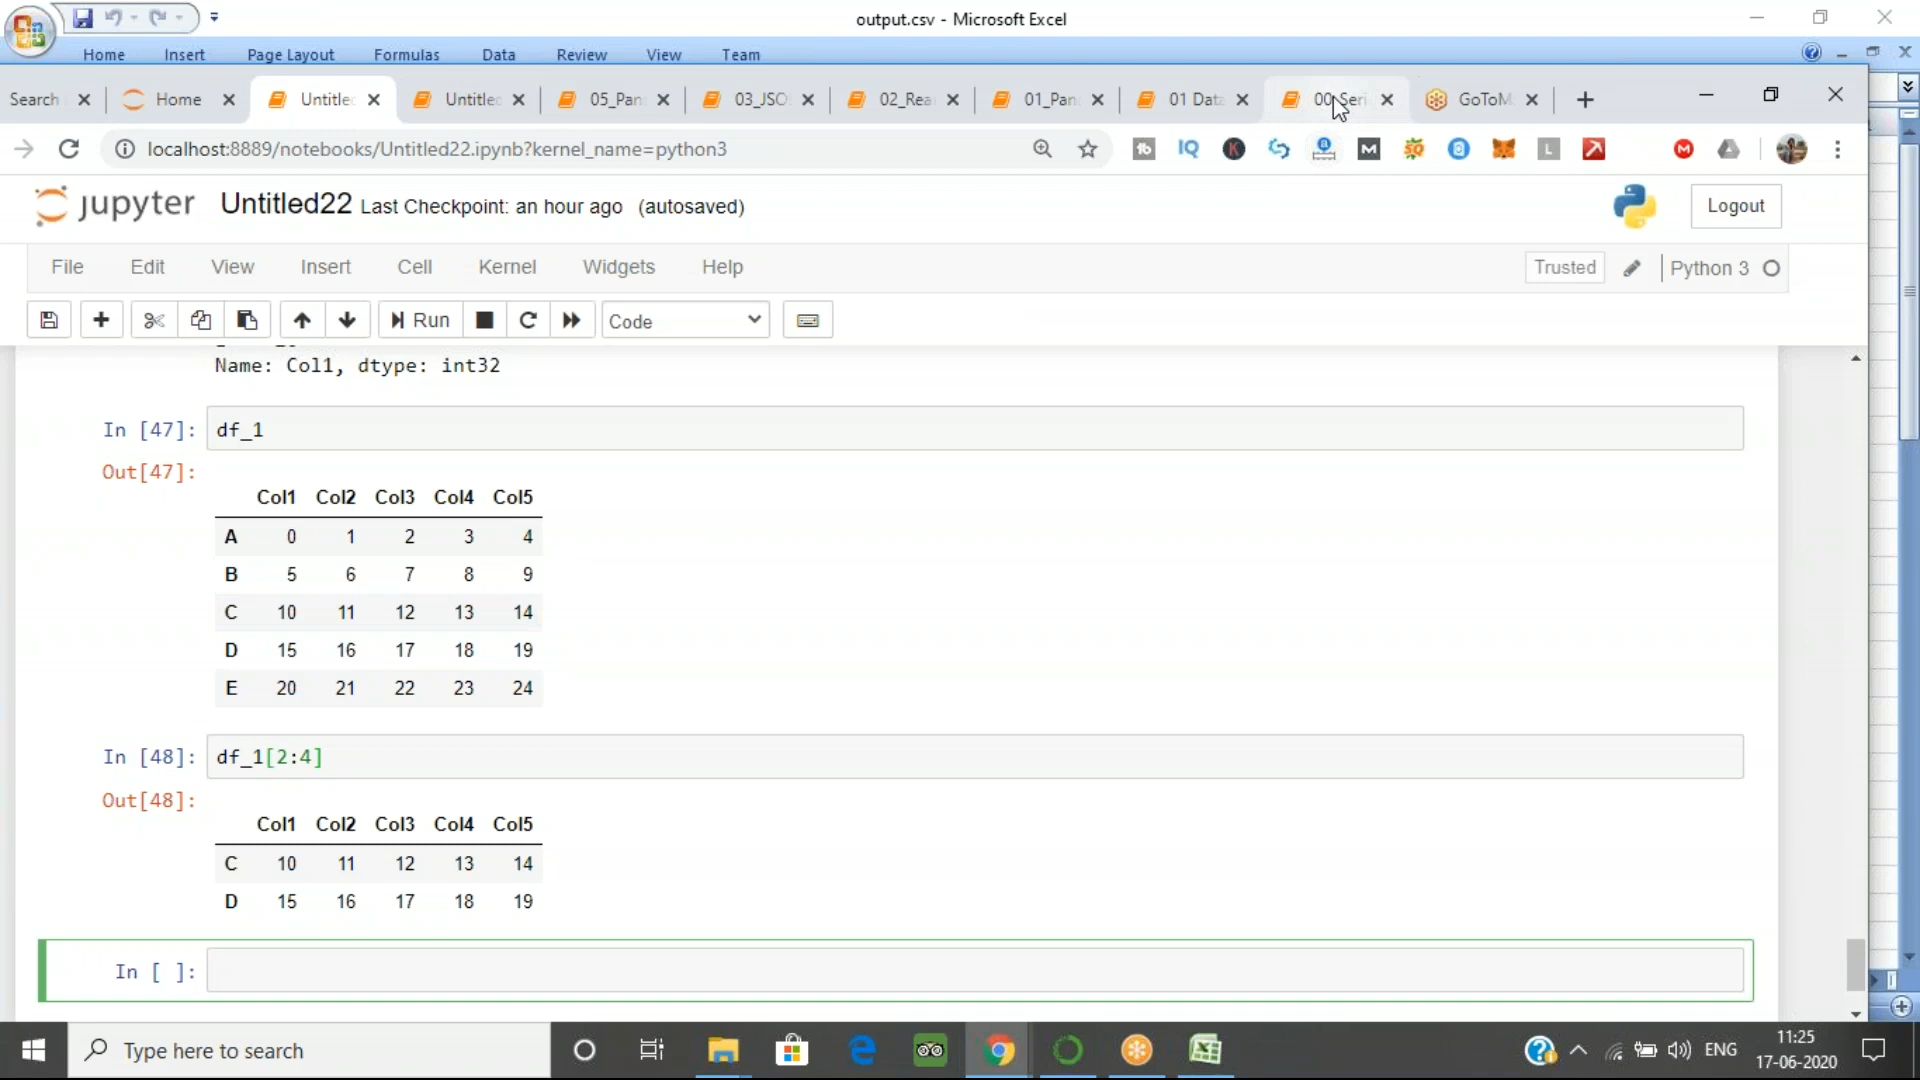 output.csv - Microsoft Excel
Home Insert Page Layout Formulas Data Review View Team
Search Home Untitled Untitled 05_Pan 03_JSO 02_Rea 01_Pan 01 Data 00_Seri GoToM
localhost:8889/notebooks/Untitled22.ipynb?kernel_name=python3
jupyter Untitled22 Last Checkpoint: an hour ago (autosaved) Logout
File Edit View Insert Cell Kernel Widgets Help Trusted Python 3
Run Code
Name: Col1, dtype: int32
In [47]: df_1
Out[47]:
Col1 Col2 Col3 Col4 Col5
A 0 1 2 3 4
B 5 6 7 8 9
C 10 11 12 13 14
D 15 16 17 18 19
E 20 21 22 23 24
In [48]: df_1[2:4]
Out[48]:
Col1 Col2 Col3 Col4 Col5
C 10 11 12 13 14
D 15 16 17 18 19
In [ ]:
Type here to search ENG 11:25
17-06-2020